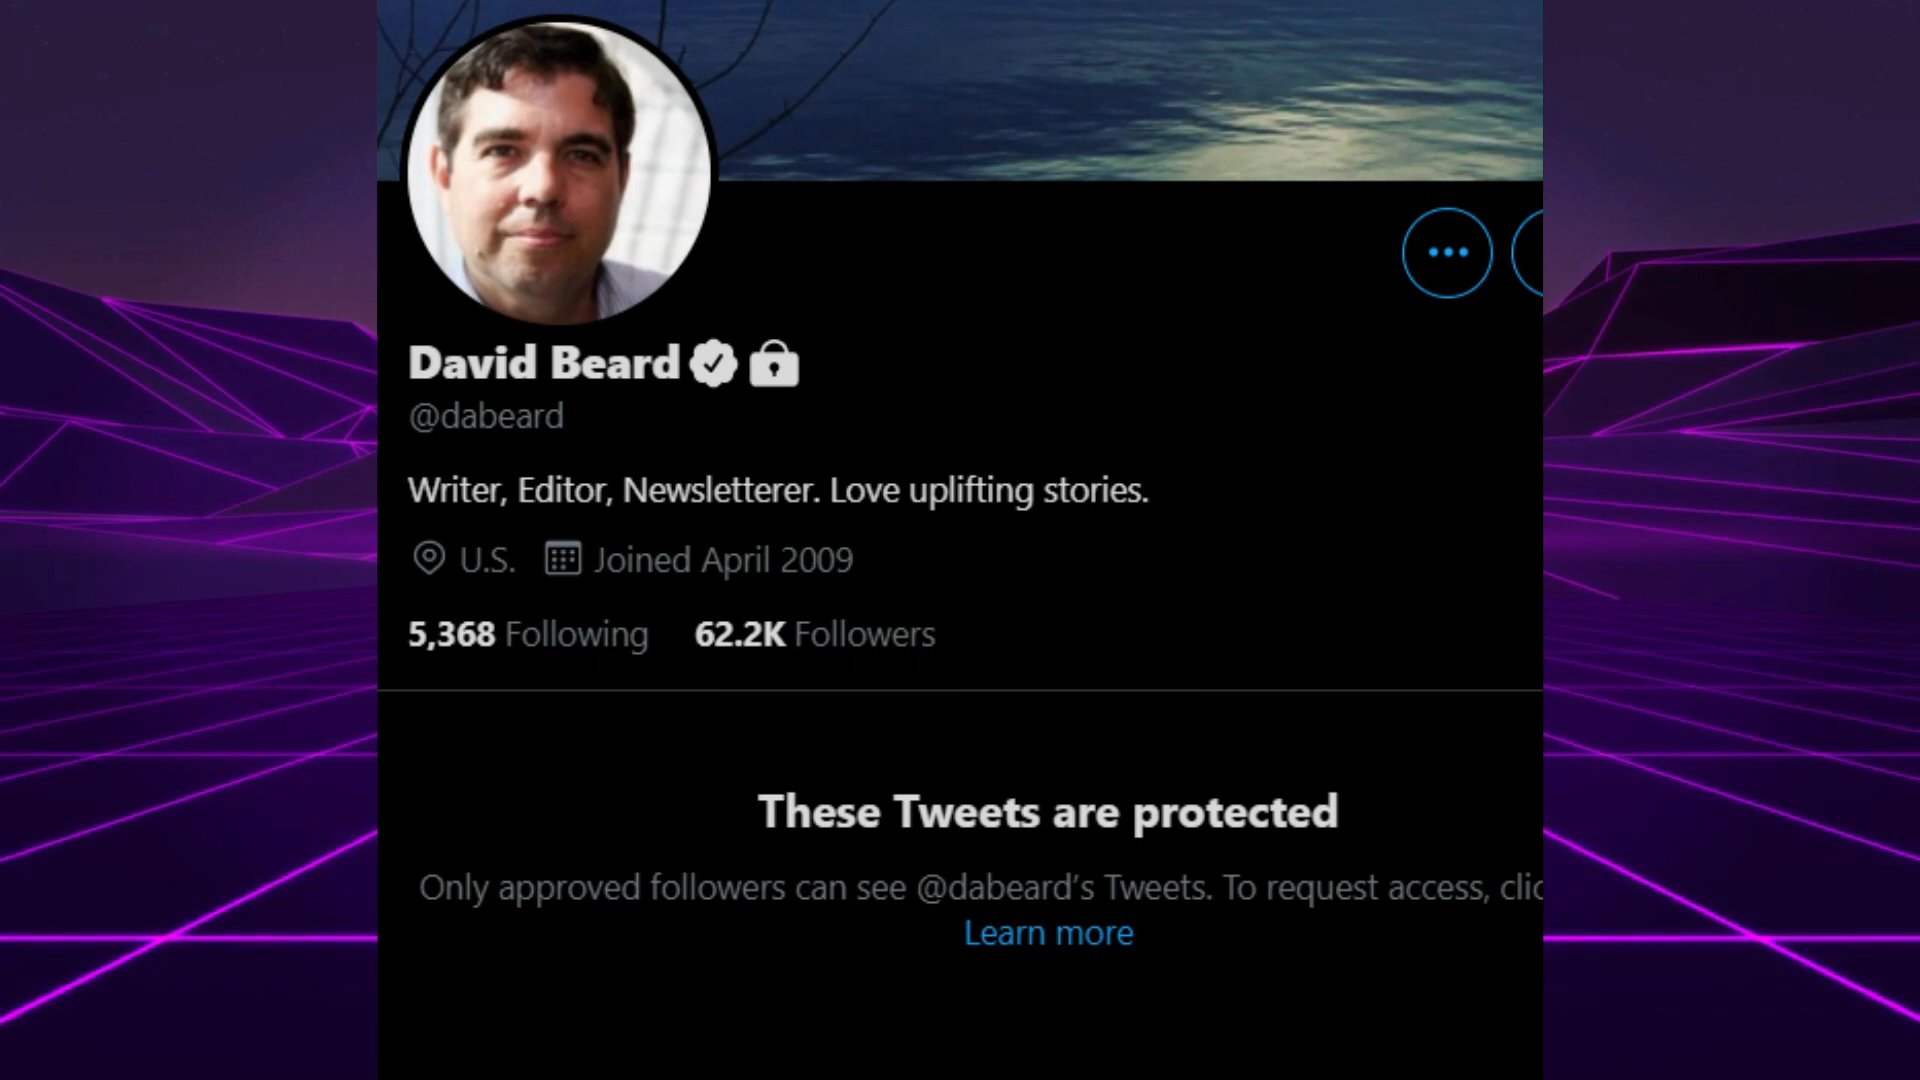 David Beard
@dabeard
Writer, Editor, Newsletterer. Love uplifting stories.
U.S. Joined April 2009
5,368 Following 62.2K Followers
These Tweets are protected
Only approved followers can see @dabeard’s Tweets. To request access, clic
Learn more